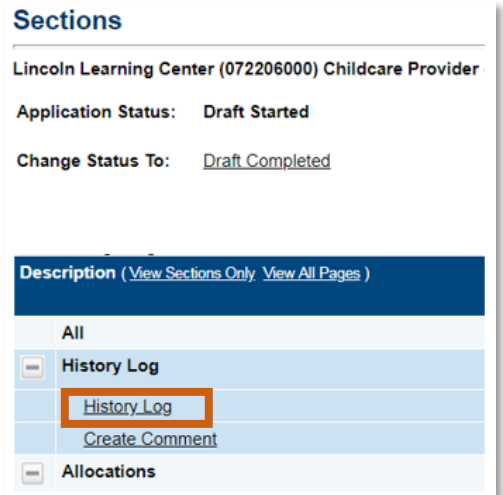 Sections
Lincoln Learning Center (072206000) Childcare Provider
Application Status: Draft Started
Change Status To: Draft Completed
Description ( View Sections Only View All Pages )
All
History Log
History Log
Create Comment
Allocations